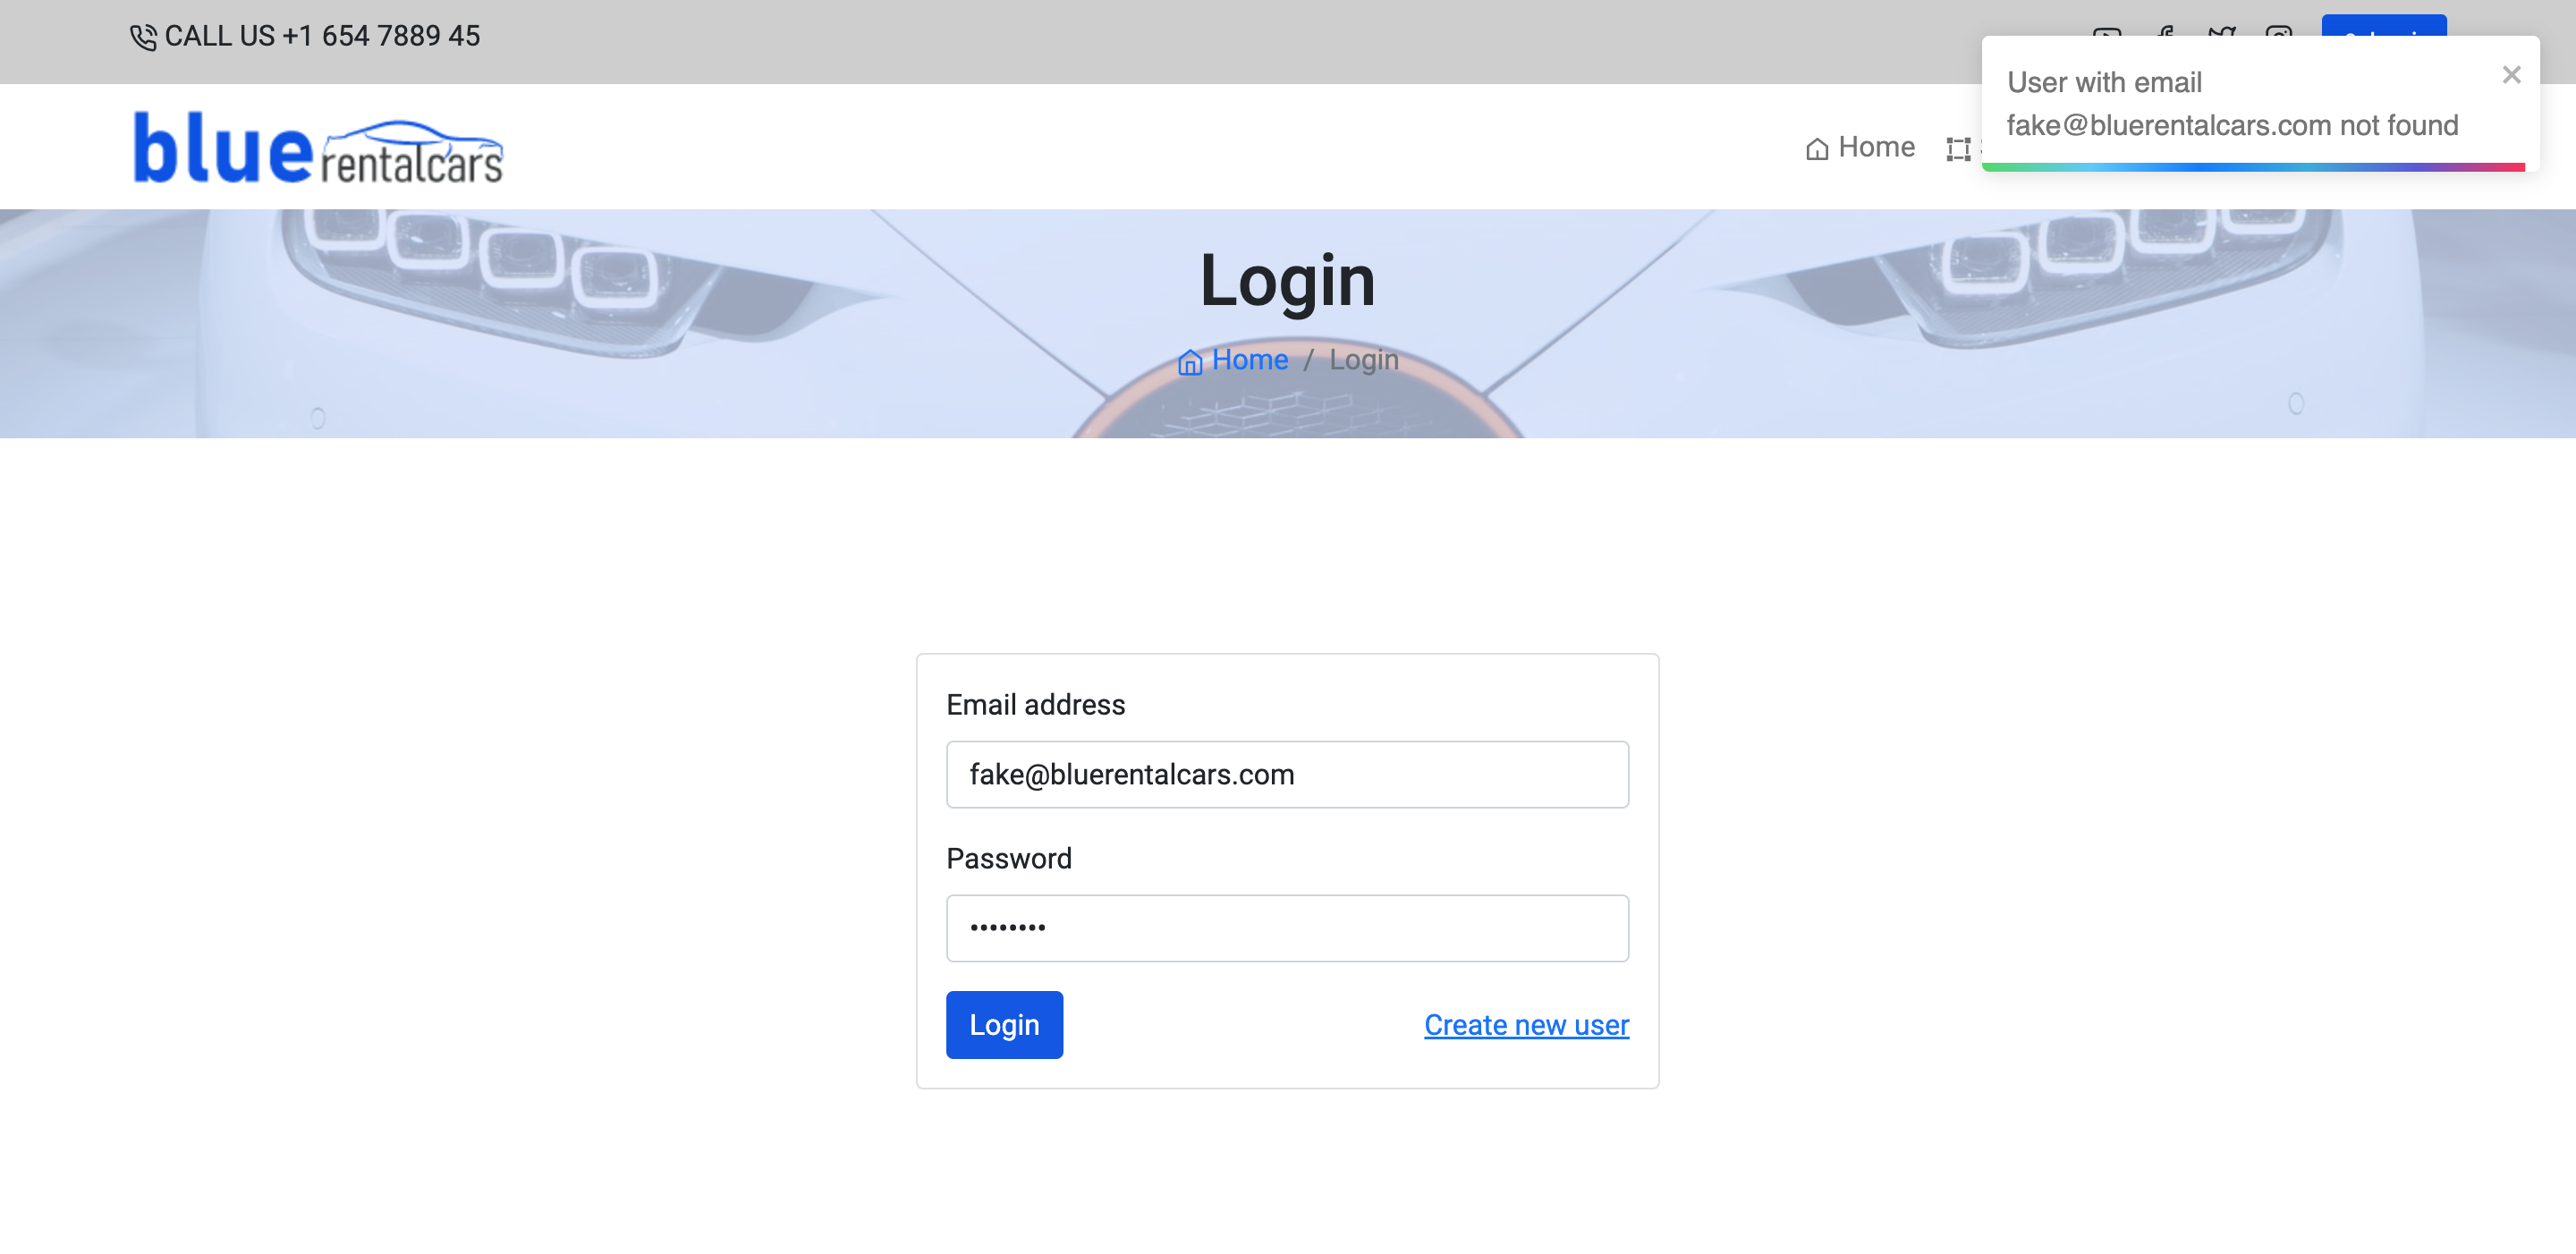 CALL US +1 654 7889 45
User with email
fake@bluerentalcars.com not found
blue rentalcars
Home
Login
Home / Login
Email address
fake@bluerentalcars.com
Password
••••••••
Login
Create new user